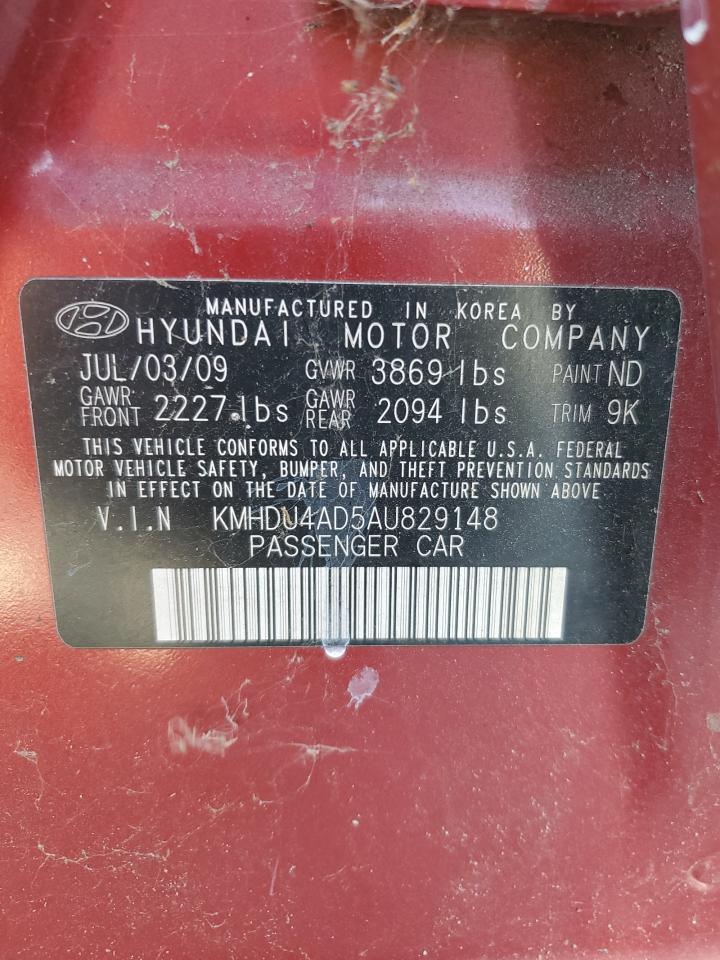 MANUFACTURED IN KOREA BY
HYUNDAI MOTOR COMPANY
JUL/03/09 GVWR 3869 lbs PAINT ND
GAWR FRONT 2227 lbs GAWR REAR 2094 lbs TRIM 9K
THIS VEHICLE CONFORMS TO ALL APPLICABLE U.S.A. FEDERAL
MOTOR VEHICLE SAFETY, BUMPER, AND THEFT PREVENTION STANDARDS
IN EFFECT ON THE DATE OF MANUFACTURE SHOWN ABOVE
V.I.N KMHDU4AD5AU829148
PASSENGER CAR